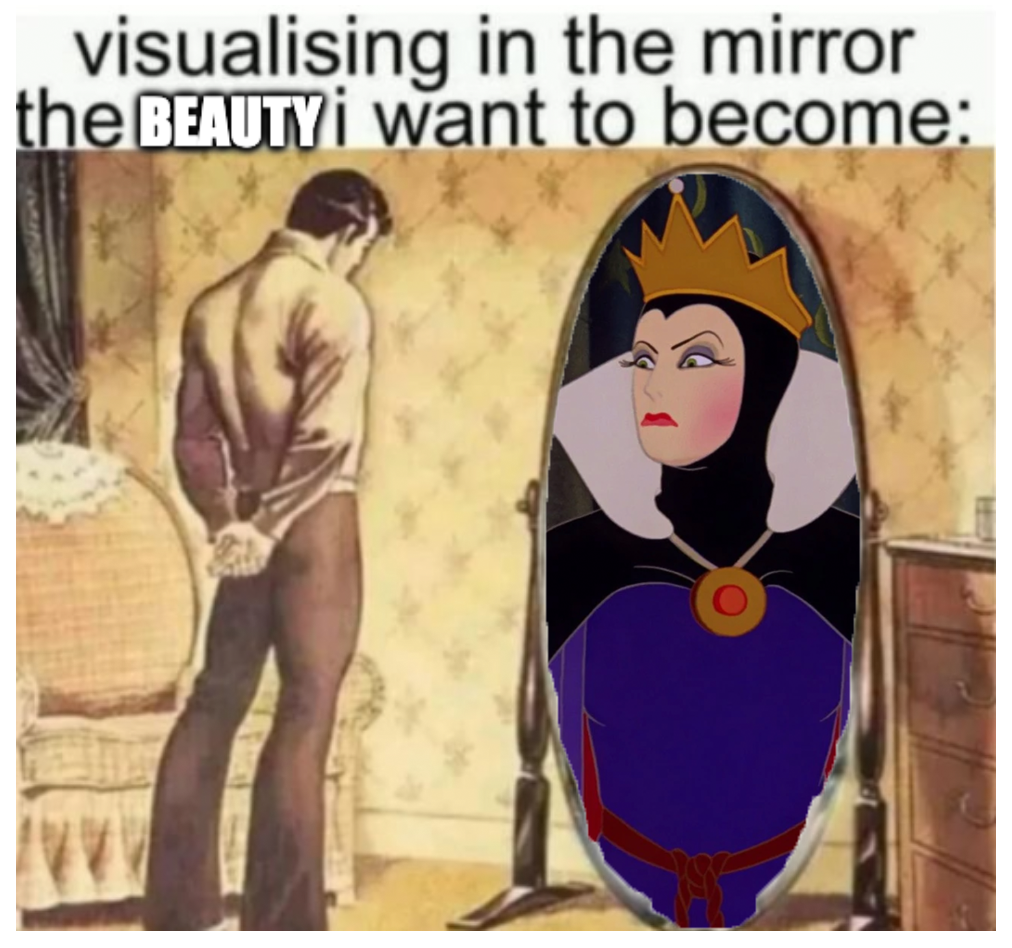 visualising in the mirror
the BEAUTY i want to become: